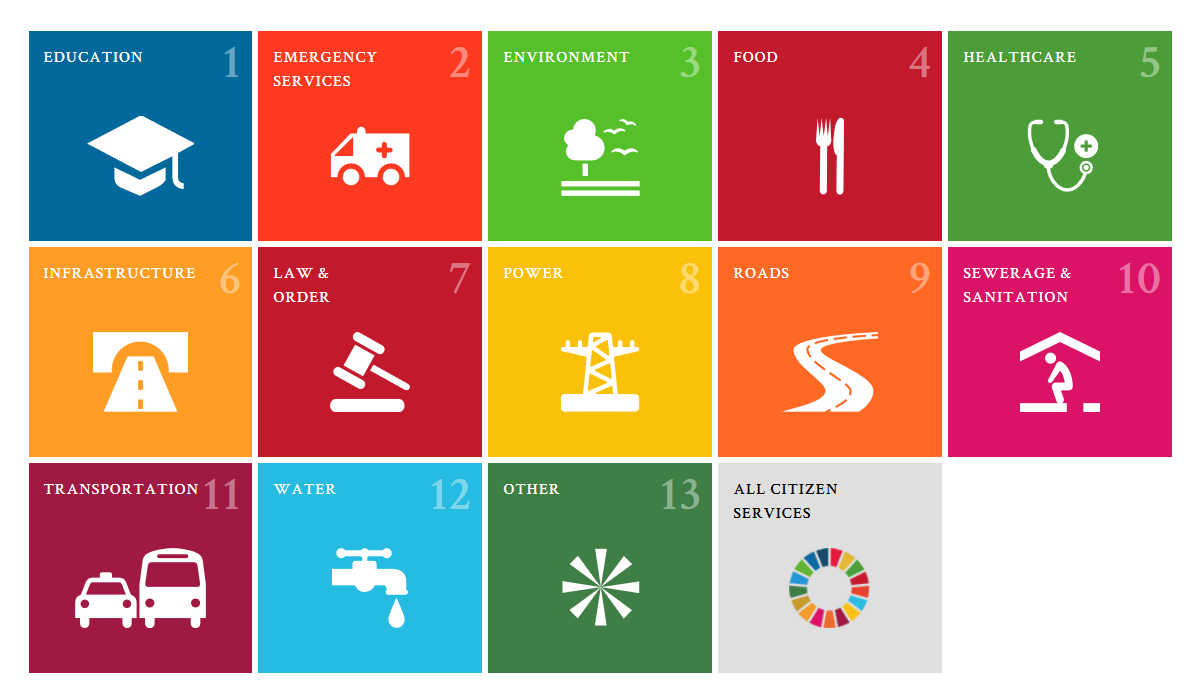 EDUCATION 1
EMERGENCY 2
SERVICES
ENVIRONMENT 3
FOOD 4
HEALTHCARE 5
INFRASTRUCTURE 6
LAW & 7
ORDER
POWER 8
ROADS 9
SEWERAGE & 10
SANITATION
TRANSPORTATION 11
WATER 12
OTHER 13
ALL CITIZEN
SERVICES